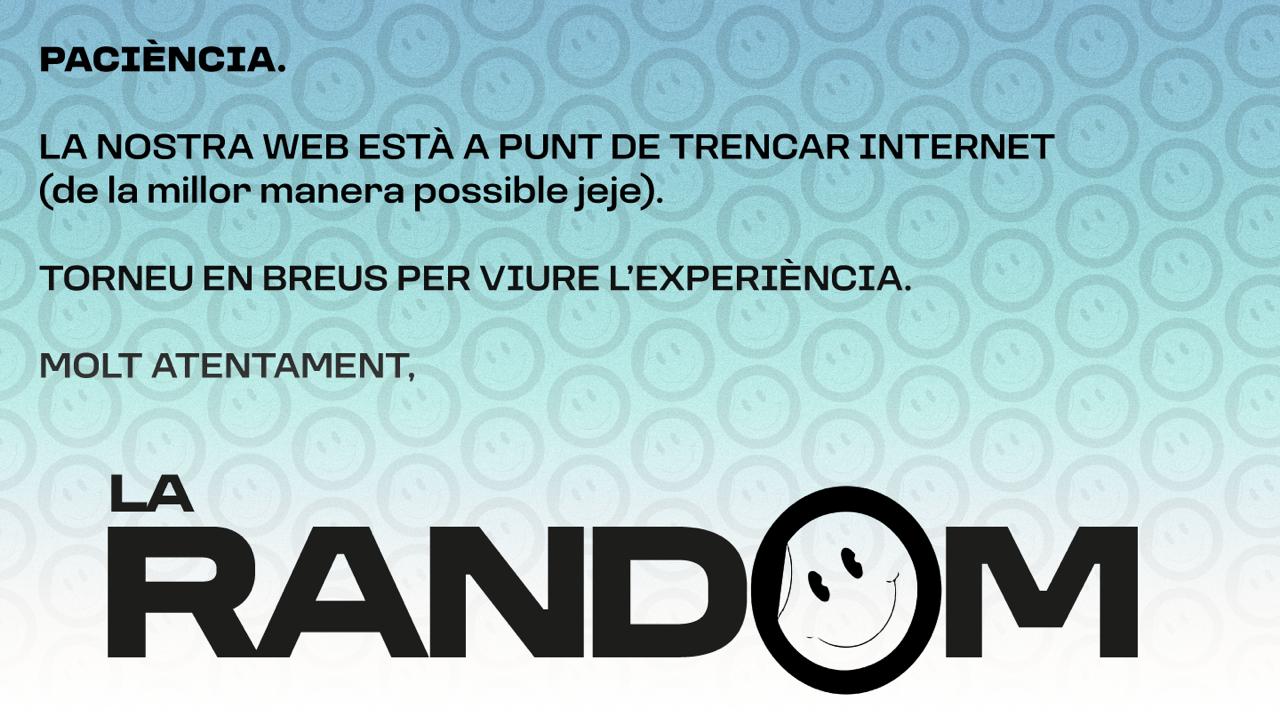 PACIÈNCIA.
LA NOSTRA WEB ESTÀ A PUNT DE TRENCAR INTERNET
(de la millor manera possible jeje).
TORNEU EN BREUS PER VIURE L'EXPERIÈNCIA.
MOLT ATENTAMENT,
LA
RANDOM